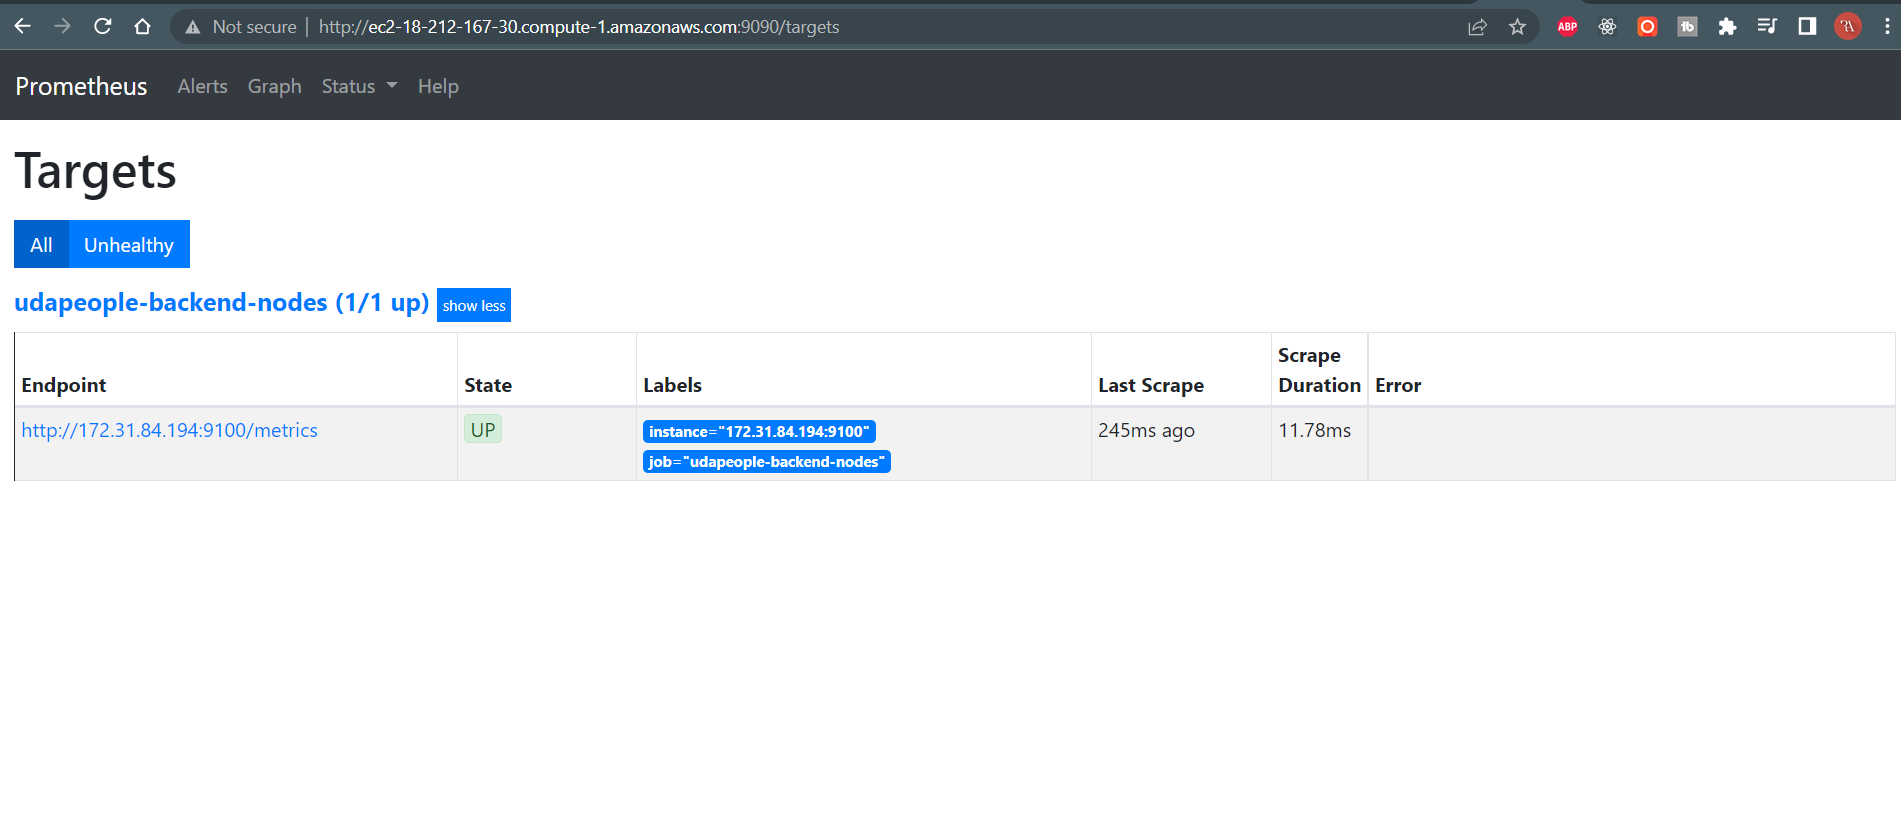 Not secure | http://ec2-18-212-167-30.compute-1.amazonaws.com:9090/targets
ABP
Prometheus Alerts Graph Status Help
Targets
All Unhealthy
udapeople-backend-nodes (1/1 up) show less
Endpoint State Labels Last Scrape Scrape Duration Error
http://172.31.84.194:9100/metrics UP instance="172.31.84.194:9100" 245ms ago 11.78ms
job="udapeople-backend-nodes"